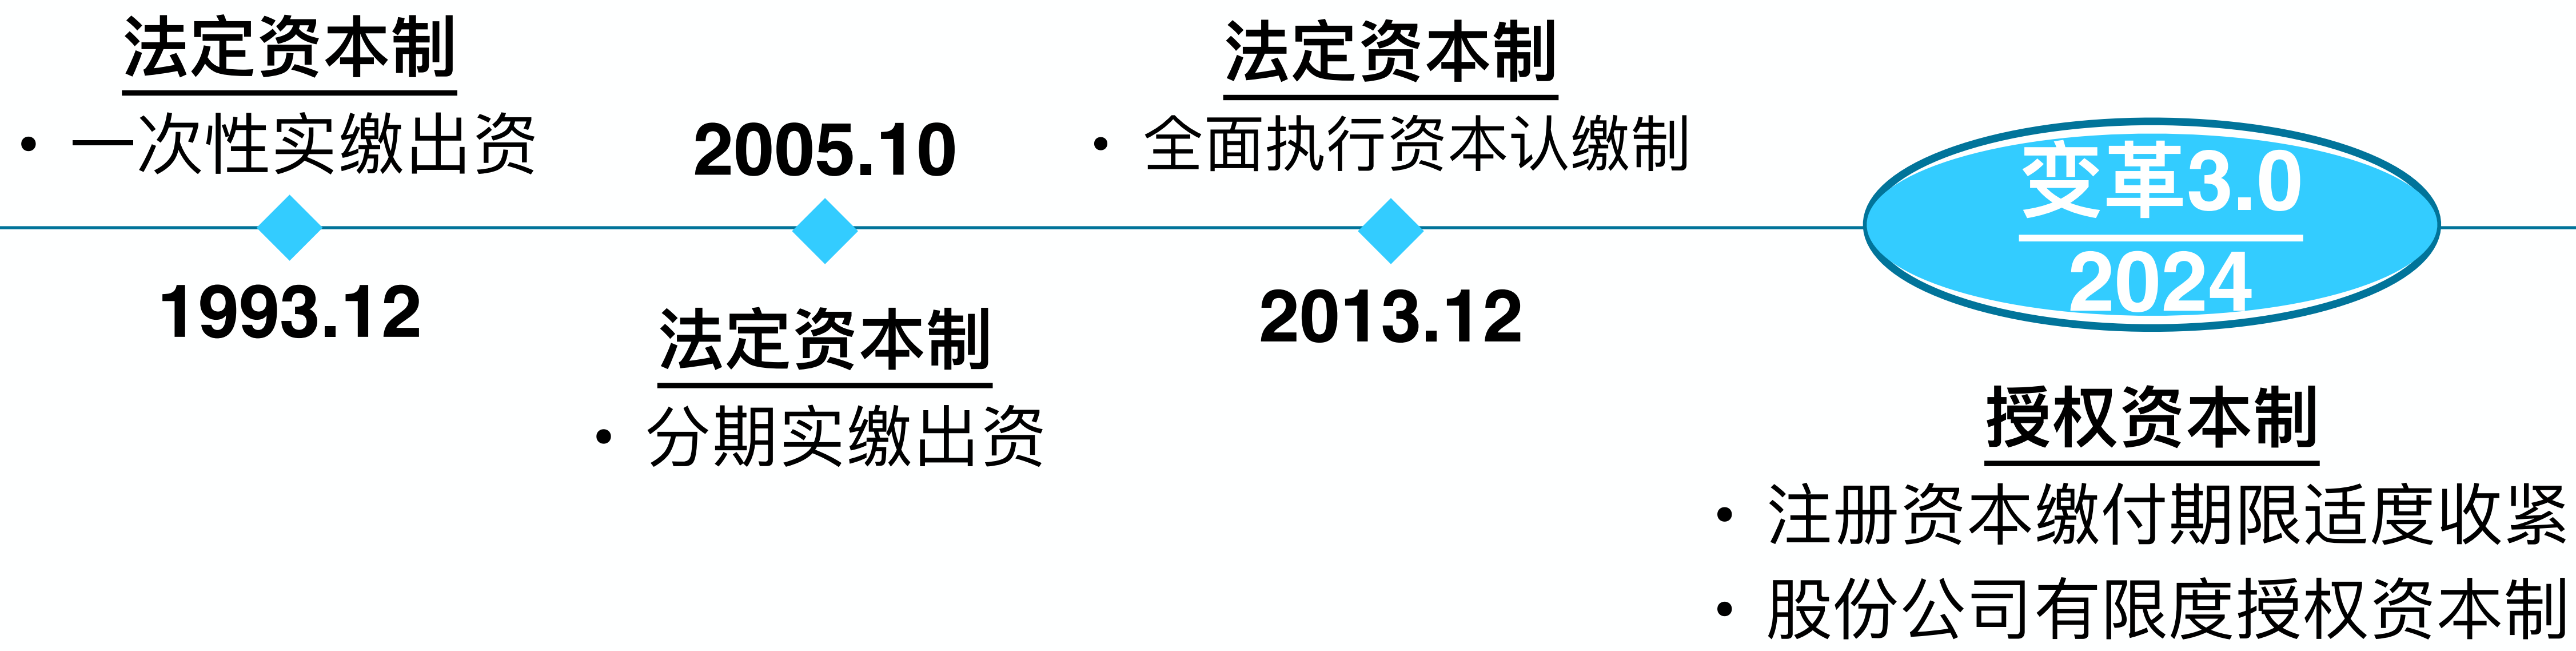 法定资本制
• 一次性实缴出资
1993.12
2005.10
法定资本制
• 分期实缴出资
法定资本制
• 全面执行资本认缴制
2013.12
变革3.0
2024
授权资本制
• 注册资本缴付期限适度收紧
• 股份公司有限度授权资本制